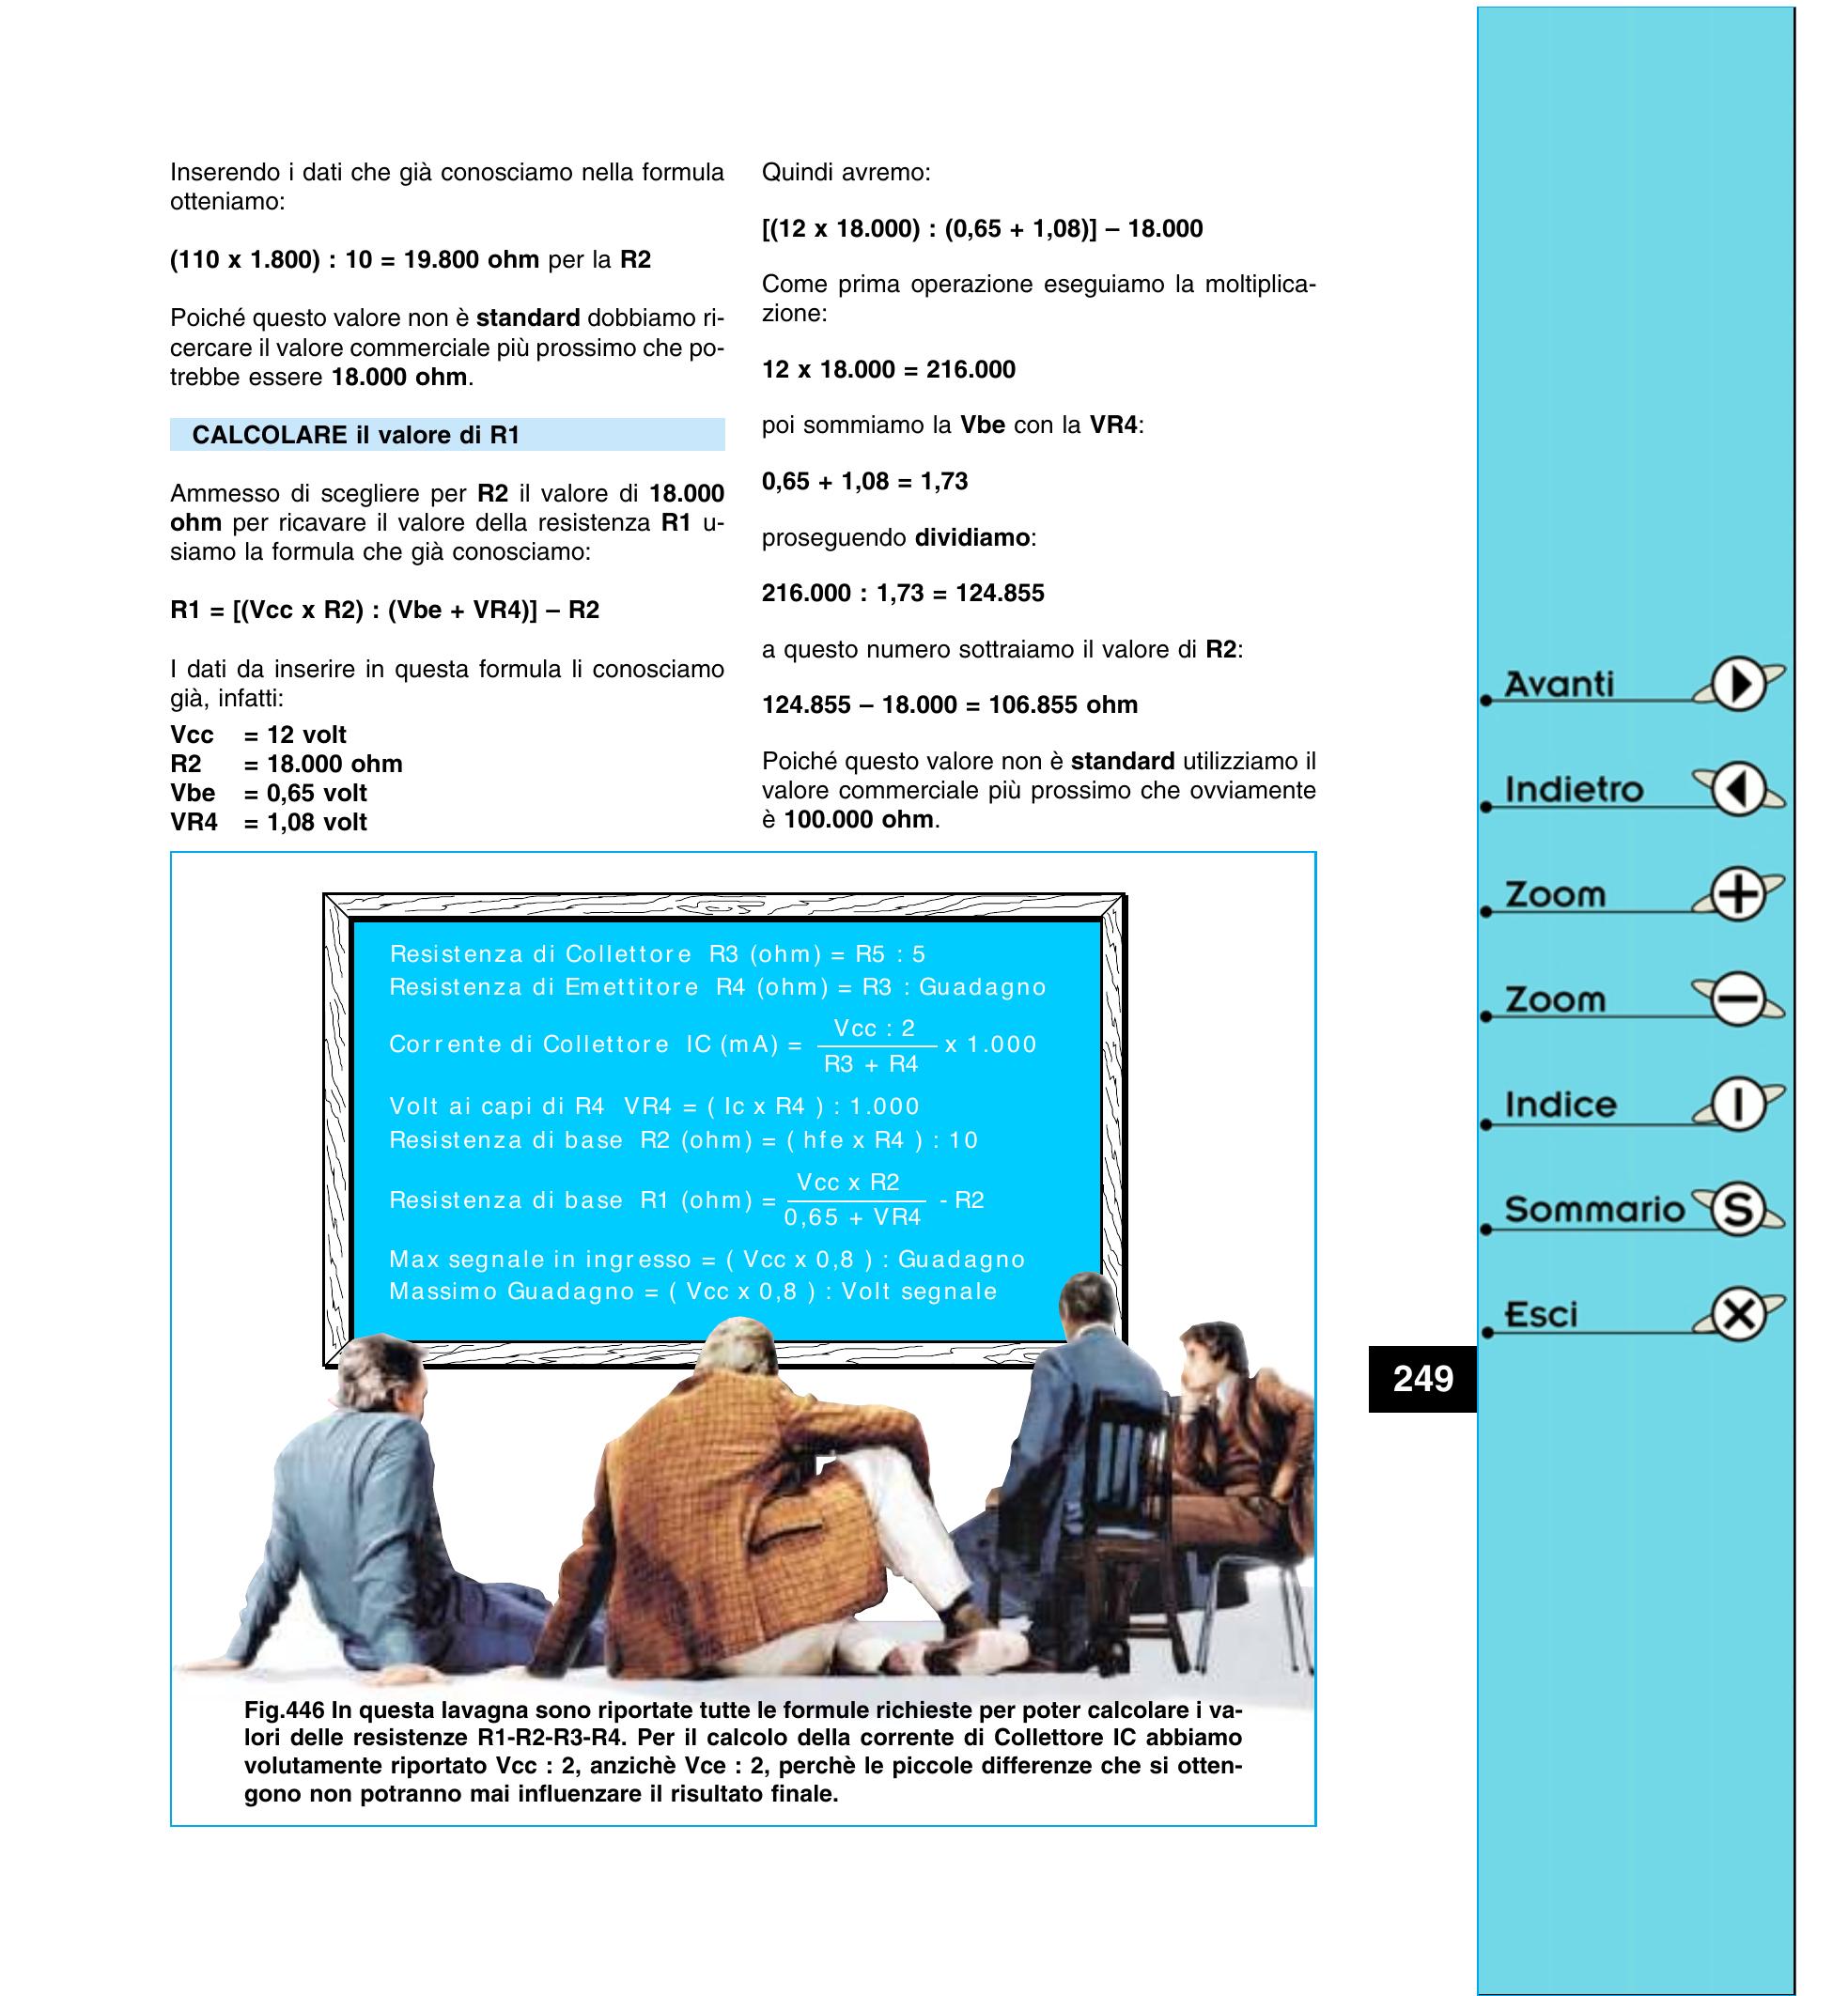 Inserendo i dati che già conosciamo nella formula
otteniamo:
(110 x 1.800) : 10 = 19.800 ohm per la R2
Poiché questo valore non è standard dobbiamo ri-
cercare il valore commerciale più prossimo che po-
trebbe essere 18.000 ohm.
CALCOLARE il valore di R1
Ammesso di scegliere per R2 il valore di 18.000
ohm per ricavare il valore della resistenza R1 u-
siamo la formula che già conosciamo:
R1 = [(Vcc x R2) : (Vbe + VR4)] – R2
I dati da inserire in questa formula li conosciamo
già, infatti:
Vcc = 12 volt
R2 = 18.000 ohm
Vbe = 0,65 volt
VR4 = 1,08 volt
Quindi avremo:
[(12 x 18.000) : (0,65 + 1,08)] – 18.000
Come prima operazione eseguiamo la moltiplica-
zione:
12 x 18.000 = 216.000
poi sommiamo la Vbe con la VR4:
0,65 + 1,08 = 1,73
proseguendo dividiamo:
216.000 : 1,73 = 124.855
a questo numero sottraiamo il valore di R2:
124.855 – 18.000 = 106.855 ohm
Poiché questo valore non è standard utilizziamo il
valore commerciale più prossimo che ovviamente
è 100.000 ohm.
Resistenza di Collettore R3 (ohm) = R5 : 5
Resistenza di Emettitore R4 (ohm) = R3 : Guadagno
Vcc : 2
Corrente di Collettore IC (mA) = x 1.000
R3 + R4
Volt ai capi di R4 VR4 = ( Ic x R4 ) : 1.000
Resistenza di base R2 (ohm) = ( hfe x R4 ) : 10
Vcc x R2
Resistenza di base R1 (ohm) = - R2
0,65 + VR4
Max segnale in ingresso = ( Vcc x 0,8 ) : Guadagno
Massimo Guadagno = ( Vcc x 0,8 ) : Volt segnale
Fig.446 In questa lavagna sono riportate tutte le formule richieste per poter calcolare i va-
lori delle resistenze R1-R2-R3-R4. Per il calcolo della corrente di Collettore IC abbiamo
volutamente riportato Vcc : 2, anzichè Vce : 2, perchè le piccole differenze che si otten-
gono non potranno mai influenzare il risultato finale.
249
Avanti
Indietro
Zoom +
Zoom −
Indice I
Sommario S
Esci X